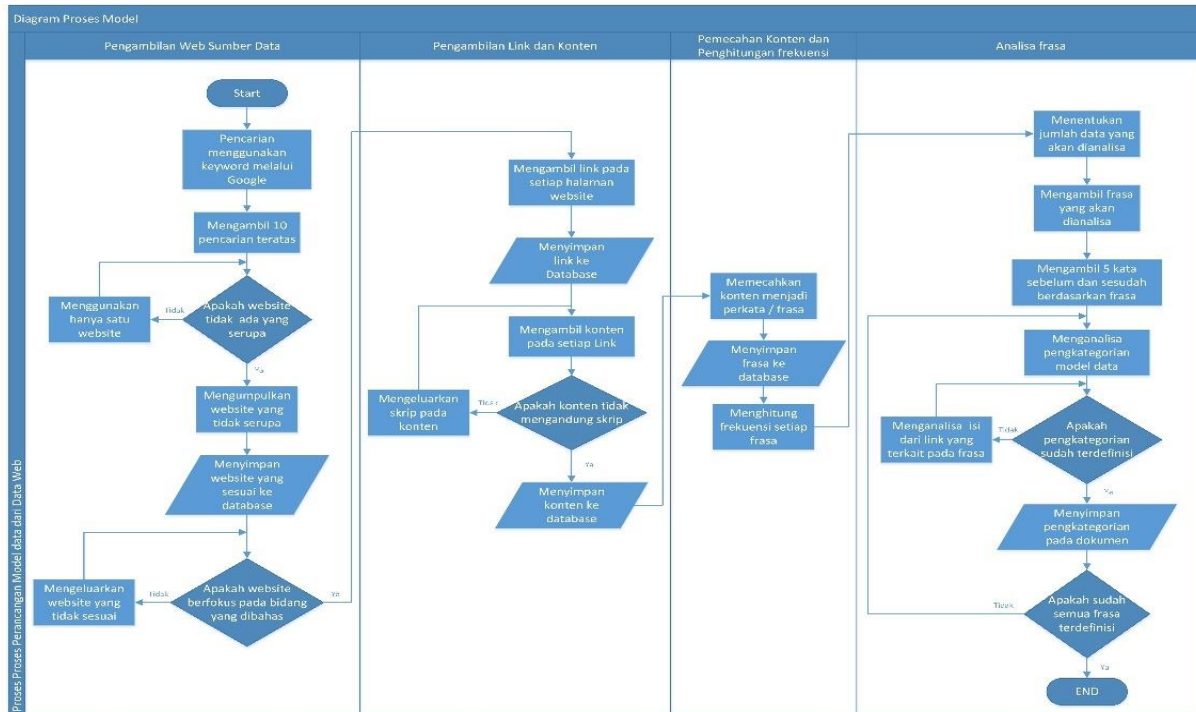 Diagram Proses Model
Proses Proses Perancangan Model data dari Data Web
Pengambilan Web Sumber Data
Start
Pencarian
menggunakan
keyword melalui
Google
Mengambil 10
pencarian teratas
Apakah website
tidak ada yang
serupa
Tidak
Menggunakan
hanya satu
website
Ya
Mengumpulkan
website yang
tidak serupa
Menyimpan
website yang
sesuai ke
database
Apakah website
berfokus pada bidang
yang dibahas
Tidak
Mengeluarkan
website yang
tidak sesuai
Ya
Pengambilan Link dan Konten
Mengambil link pada
setiap halaman
website
Menyimpan
link ke
Database
Mengambil konten
pada setiap Link
Apakah konten tidak
mengandung skrip
Tidak
Mengeluarkan
skrip pada
konten
Ya
Menyimpan
konten ke database
Pemecahan Konten dan
Penghitungan frekuensi
Memecahkan
konten menjadi
perkata / frasa
Menyimpan
frasa ke
database
Menghitung
frekuensi setiap
frasa
Analisa frasa
Menentukan
jumlah data yang
akan dianalisa
Mengambil frasa
yang akan
dianalisa
Mengambil 5 kata
sebelum dan sesudah
berdasarkan frasa
Menganalisa
pengkategorian
model data
Apakah
pengkategorian
sudah terdefinisi
Tidak
Menganalisa isi
dari link yang
terkait pada frasa
Ya
Menyimpan
pengkategorian
pada dokumen
Apakah sudah
semua frasa
terdefinisi
Tidak
Ya
END